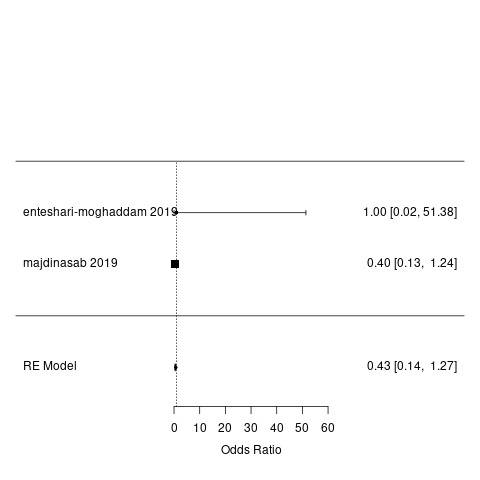 enteshari-moghaddam 2019 1.00 [0.02, 51.38]
majdinasab 2019 0.40 [0.13, 1.24]
RE Model 0.43 [0.14, 1.27]
0 10 20 30 40 50 60
Odds Ratio